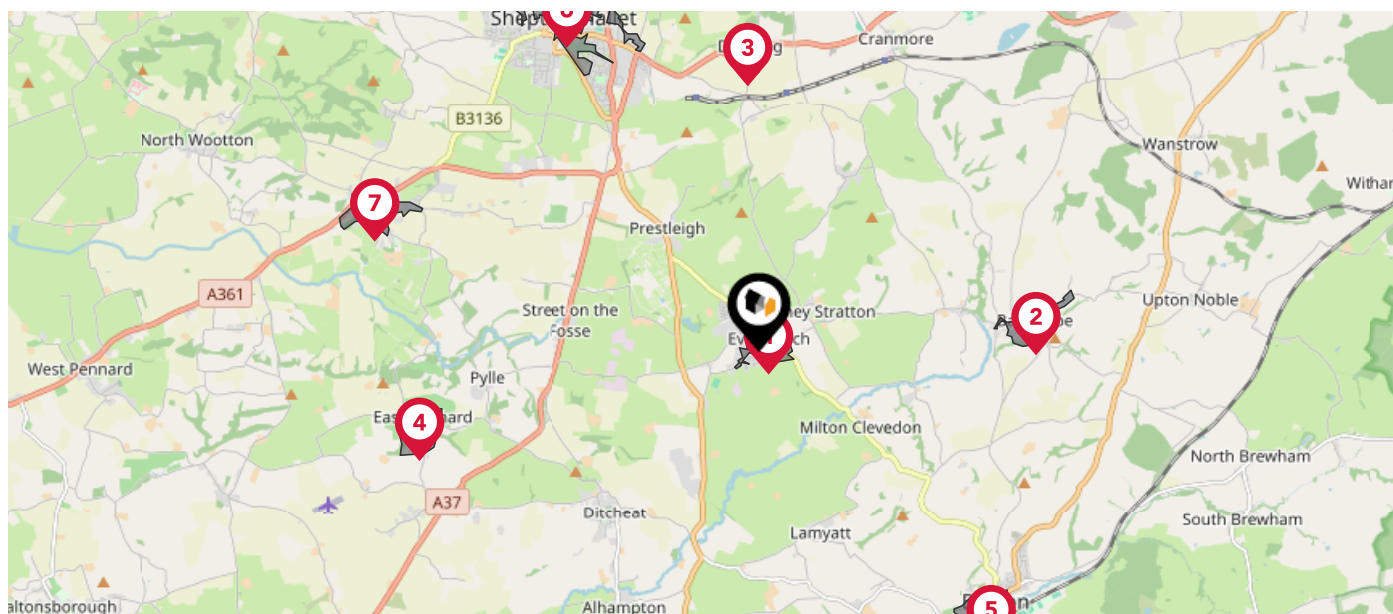 Cranmore
3
B3136
North Wootton
Wanstrow
7
Prestleigh
A361
Upton Noble
Street on the
Fosse
2
West Pennard
Pylle
4
Milton Clevedon
North Brewham
A37
Ditcheat
South Brewham
Lamyatt
Alhampton
5